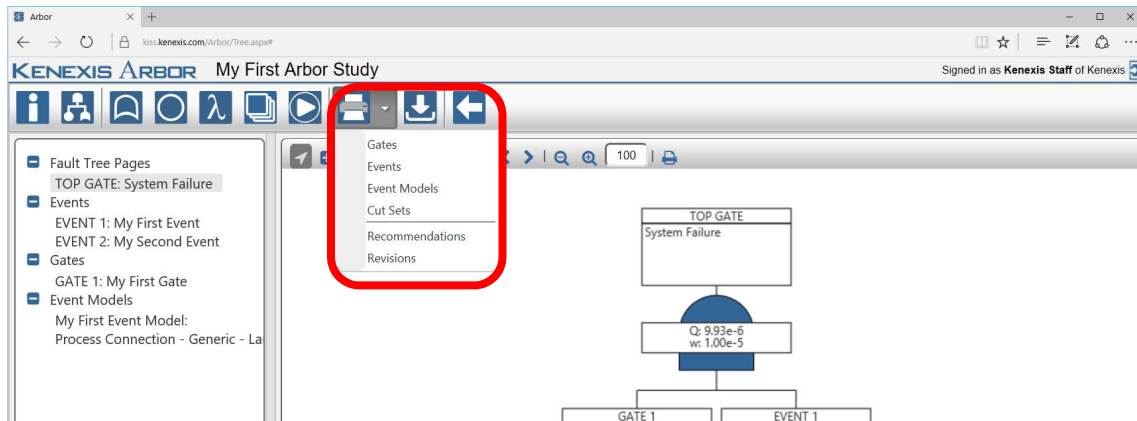 Arbor
kiss.kenexis.com/Arbor/Tree.aspx#
KENEXIS ARBOR My First Arbor Study
Signed in as Kenexis Staff of Kenexis
λ
Gates
Events
Event Models
Cut Sets
Recommendations
Revisions
100
Fault Tree Pages
TOP GATE: System Failure
Events
EVENT 1: My First Event
EVENT 2: My Second Event
Gates
GATE 1: My First Gate
Event Models
My First Event Model:
Process Connection - Generic - La
TOP GATE
System Failure
Q: 9.93e-6
w: 1.00e-5
GATE 1
EVENT 1